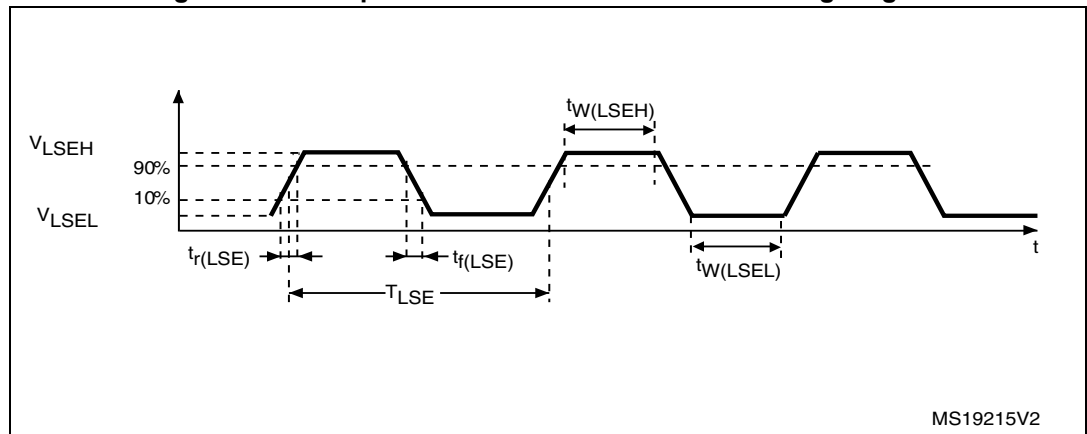 tW(LSEH)
VLSEH
90%
10%
VLSEL
tr(LSE)
tf(LSE)
tW(LSEL)
t
TLSE
MS19215V2